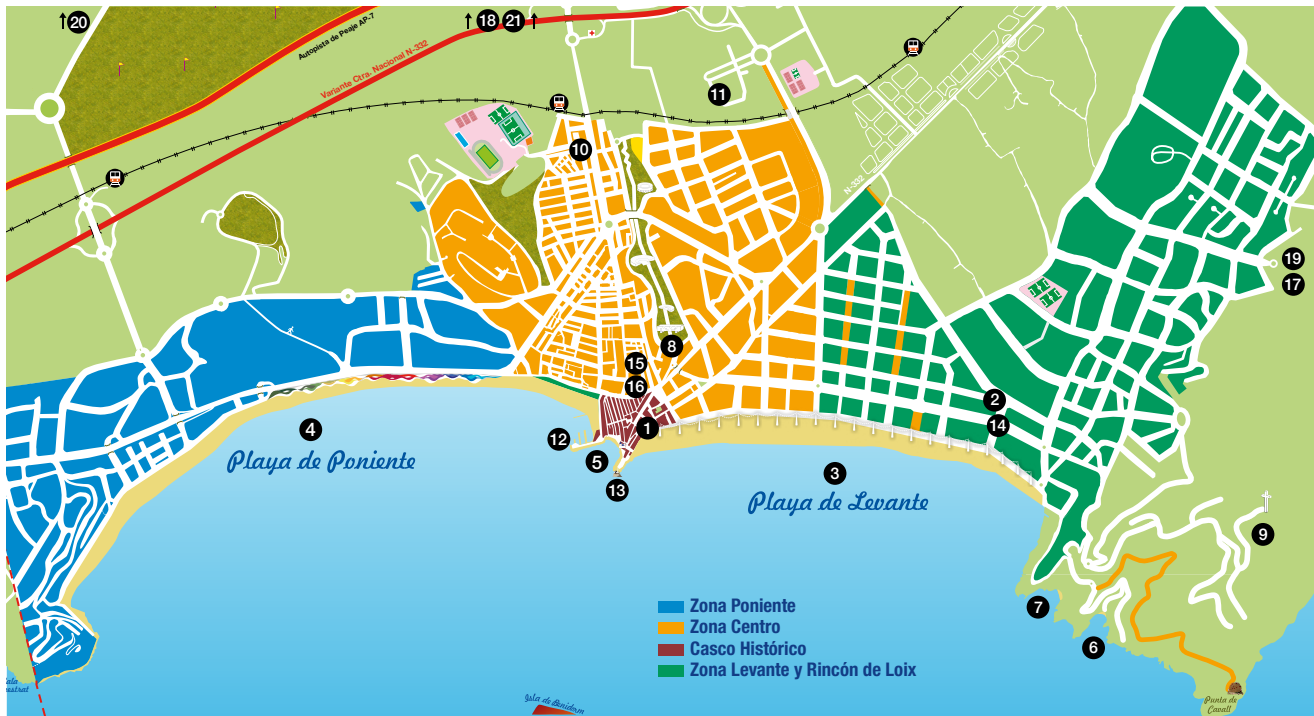 20
18 21
Autopista de Peaje AP-7
Variante Ctra. Nacional N-332
11
10
N-332
19
17
8
15
16
2
14
1
12
5
13
4
Playa de Poniente
3
Playa de Levante
9
7
6
Zona Poniente
Zona Centro
Casco Histórico
Zona Levante y Rincón de Loix
Punta de
Cavall
Isla de Benidorm